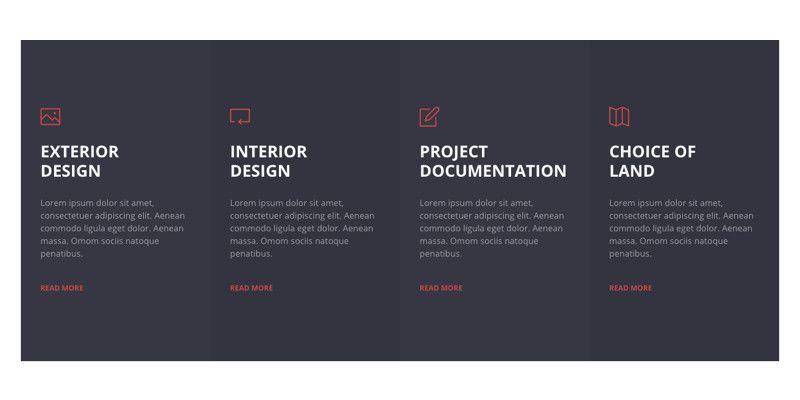 EXTERIOR
DESIGN
Lorem ipsum dolor sit amet,
consectetuer adipiscing elit. Aenean
commodo ligula eget dolor. Aenean
massa. Omom sociis natoque
penatibus.
READ MORE
INTERIOR
DESIGN
Lorem ipsum dolor sit amet,
consectetuer adipiscing elit. Aenean
commodo ligula eget dolor. Aenean
massa. Omom sociis natoque
penatibus.
READ MORE
PROJECT
DOCUMENTATION
Lorem ipsum dolor sit amet,
consectetuer adipiscing elit. Aenean
commodo ligula eget dolor. Aenean
massa. Omom sociis natoque
penatibus.
READ MORE
CHOICE OF
LAND
Lorem ipsum dolor sit amet,
consectetuer adipiscing elit. Aenean
commodo ligula eget dolor. Aenean
massa. Omom sociis natoque
penatibus.
READ MORE